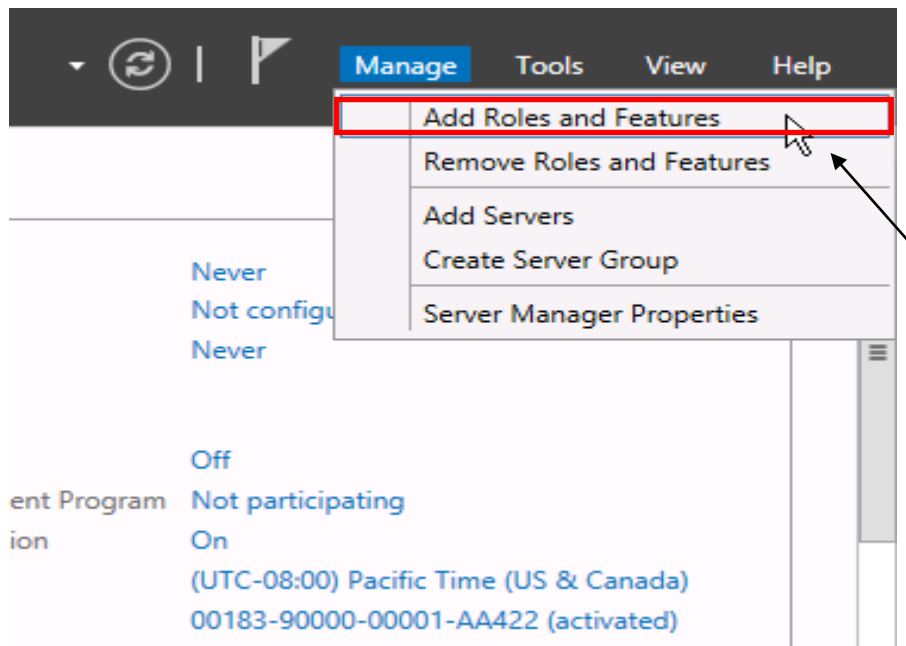 Manage Tools View Help
Add Roles and Features
Remove Roles and Features
Add Servers
Create Server Group
Server Manager Properties
Never
Not configu
Never
Off
ent Program Not participating
ion On
(UTC-08:00) Pacific Time (US & Canada)
00183-90000-00001-AA422 (activated)